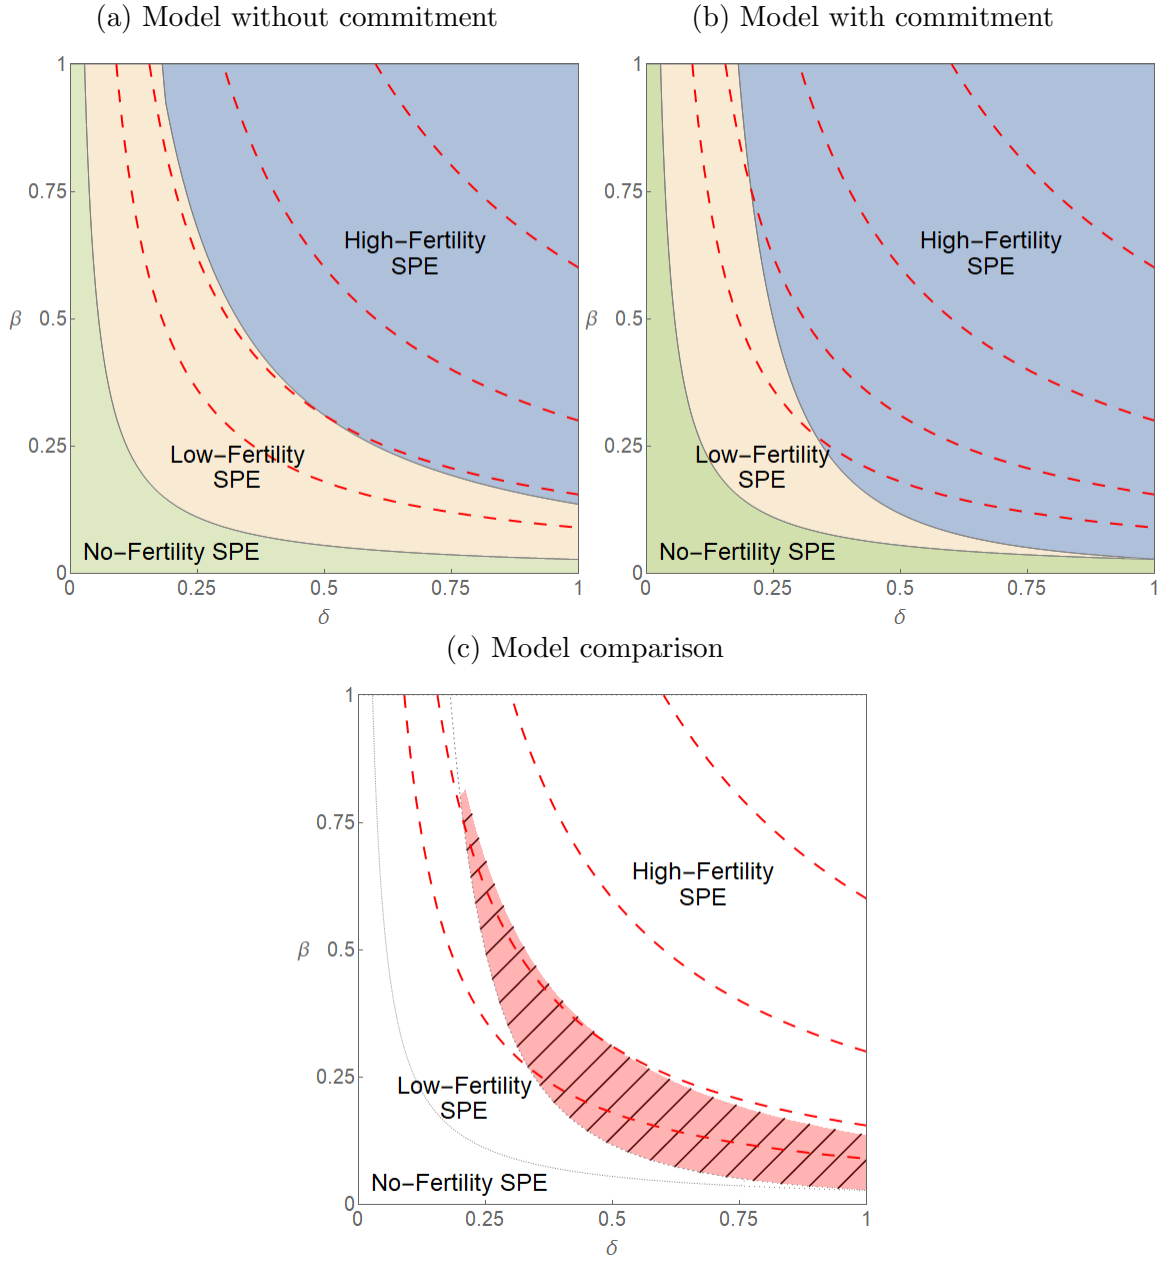 (a) Model without commitment
1
0.75
β 0.5
0.25
0
0 0.25 0.5 0.75 1
δ
High−Fertility
SPE
Low−Fertility
SPE
No−Fertility SPE
(b) Model with commitment
1
0.75
β 0.5
0.25
0
0 0.25 0.5 0.75 1
δ
High−Fertility
SPE
Low−Fertility
SPE
No−Fertility SPE
(c) Model comparison
1
0.75
β 0.5
0.25
0
0 0.25 0.5 0.75 1
δ
High−Fertility
SPE
Low−Fertility
SPE
No−Fertility SPE